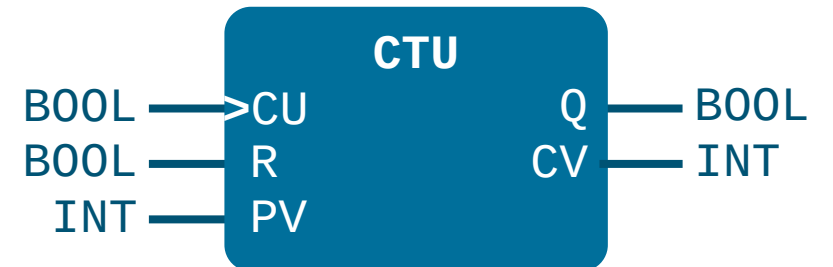 CTU
BOOL >CU Q BOOL
BOOL R CV INT
INT PV